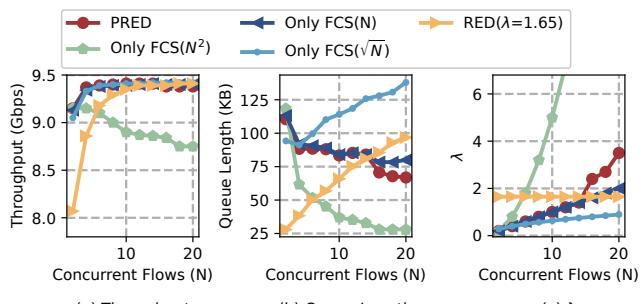 PRED
Only FCS(N²)
Only FCS(N)
Only FCS(√N)
RED(λ=1.65)
Throughput (Gbps)
9.5
9.0
8.5
8.0
10
20
Concurrent Flows (N)
Queue Length (KB)
125
100
75
50
25
10
20
Concurrent Flows (N)
λ
6
4
2
0
10
20
Concurrent Flows (N)